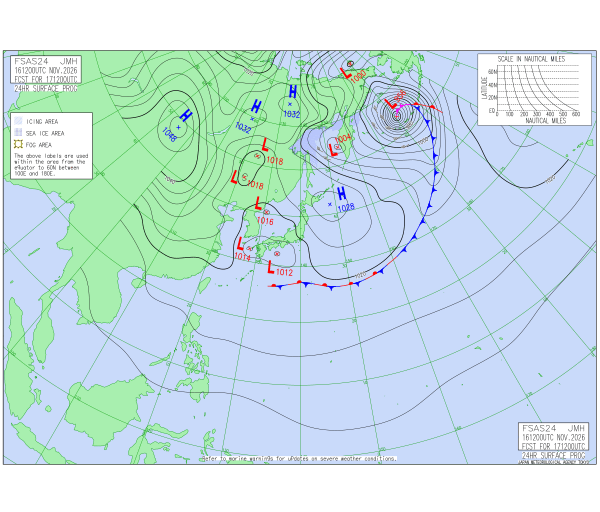 FSAS24 JMH
161200UTC NOV.2026
FCST FOR 171200UTC
24HR SURFACE PROG
SCALE IN NAUTICAL MILES
LATITUDE
60N
40N
20N
EQ
0 100 200 300 400 500 600
NAUTICAL MILES
ICING AREA
SEA ICE AREA
FOG AREA
The above labels are used
within the area from the
equator to 60N between
100E and 180E.
L
1000
L
H
1048
H
1032
H
1032
L
1004
L
1018
L
1018
L
1016
H
1028
L
1014
L
1012
1020
FSAS24 JMH
161200UTC NOV.2026
FCST FOR 171200UTC
24HR SURFACE PROG
JAPAN METEOROLOGICAL AGENCY TOKYO
Refer to marine warnings for updates on severe weather conditions.